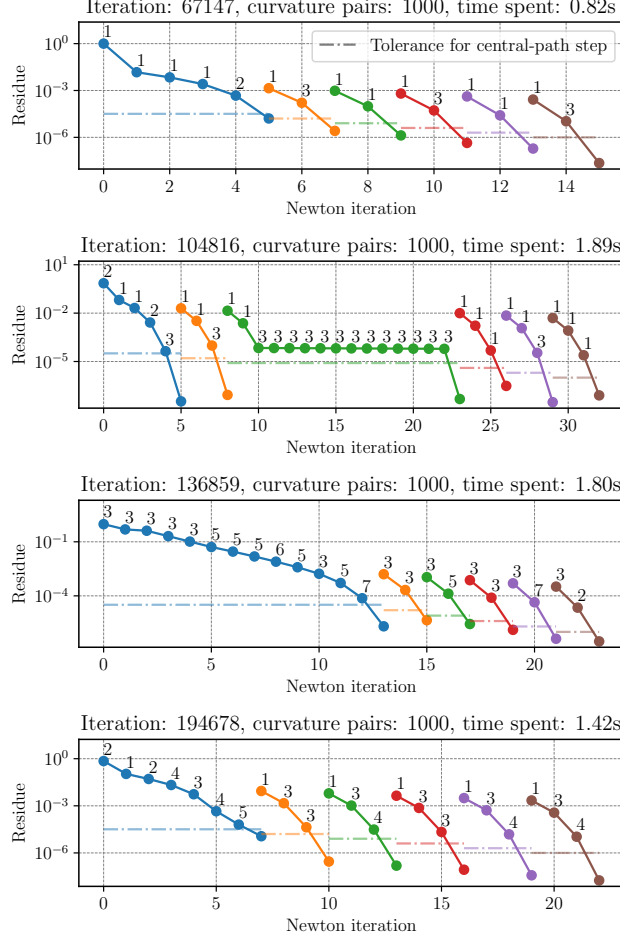 Iteration: 67147, curvature pairs: 1000, time spent: 0.82s
Residue
10⁰
10⁻³
10⁻⁶
1 1 1 1 2 1 3 1 1 1 3 1 1 1 3
Tolerance for central-path step
0 2 4 6 8 10 12 14
Newton iteration
Iteration: 104816, curvature pairs: 1000, time spent: 1.89s
Residue
10¹
10⁻²
10⁻⁵
2 1 1 2 3 1 1 3 1 1 3 3 3 3 3 3 3 3 3 3 3 3 3 1 1 1 1 1 3 1 1 1
0 5 10 15 20 25 30
Newton iteration
Iteration: 136859, curvature pairs: 1000, time spent: 1.80s
Residue
10⁻¹
10⁻⁴
3 3 3 3 3 5 5 5 6 5 3 5 7 3 3 3 5 3 3 3 7 3 2
0 5 10 15 20
Newton iteration
Iteration: 194678, curvature pairs: 1000, time spent: 1.42s
Residue
10⁰
10⁻³
10⁻⁶
2 1 2 4 3 4 5 1 3 3 1 3 4 1 3 3 1 3 4 1 3 4
0 5 10 15 20
Newton iteration